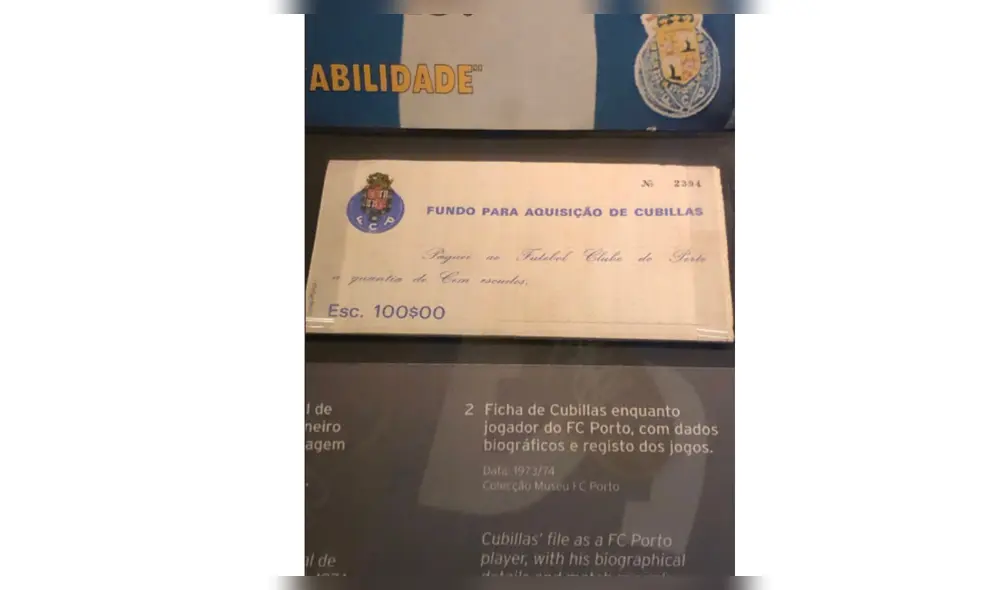 ABILIDADE"
Nº 2394
FCP
FUNDO PARA AQUISIÇÃO DE CUBILLAS
Paguei ao Futebol Clube do Porto
a quantia de Cem escudos.
Esc. 100$00
l de
neiro
agem
2 Ficha de Cubillas enquanto
jogador do FC Porto, com dados
biográficos e registo dos jogos.
Data: 1973/74
Colecção Museu FC Porto
al de
Cubillas' file as a FC Porto
player, with his biographical